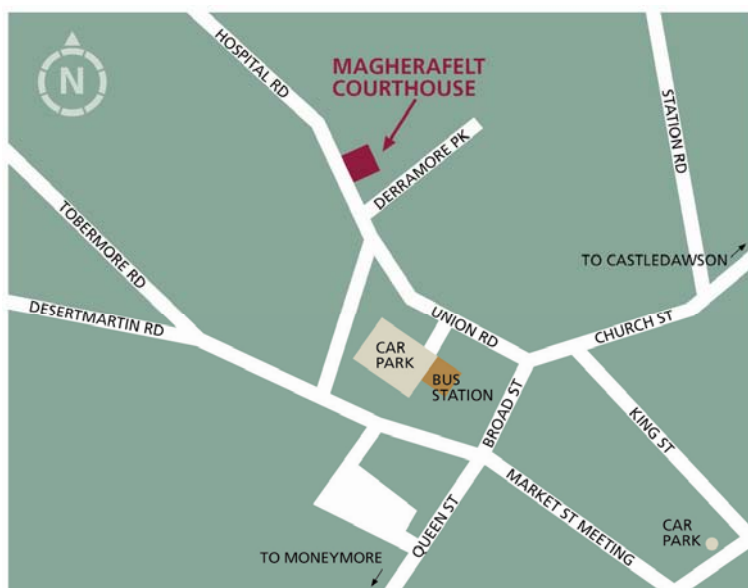 N
HOSPITAL RD
MAGHERAFELT
COURTHOUSE
STATION RD
DERRAMORE PK
TOBERMORE RD
TO CASTLEDAWSON
DESERTMARTIN RD
UNION RD
CHURCH ST
CAR
PARK
BUS
STATION
BROAD ST
KING ST
MARKET ST MEETING
QUEEN ST
CAR
PARK
TO MONEYMORE